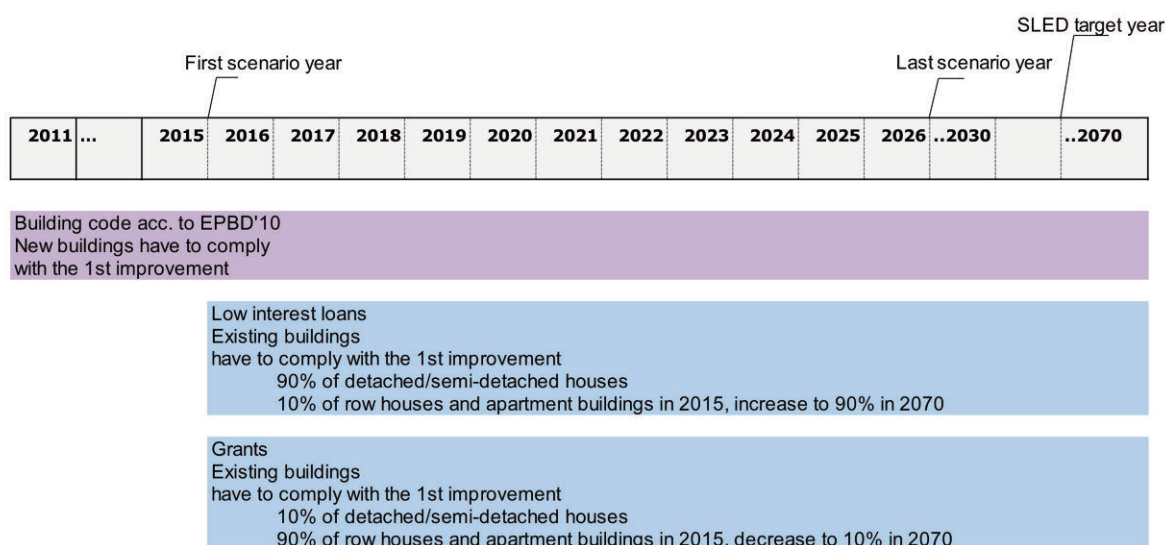 SLED target year
First scenario year
Last scenario year
2011 ... 2015 2016 2017 2018 2019 2020 2021 2022 2023 2024 2025 2026 ..2030 ..2070
Building code acc. to EPBD'10
New buildings have to comply
with the 1st improvement
Low interest loans
Existing buildings
have to comply with the 1st improvement
90% of detached/semi-detached houses
10% of row houses and apartment buildings in 2015, increase to 90% in 2070
Grants
Existing buildings
have to comply with the 1st improvement
10% of detached/semi-detached houses
90% of row houses and apartment buildings in 2015, decrease to 10% in 2070